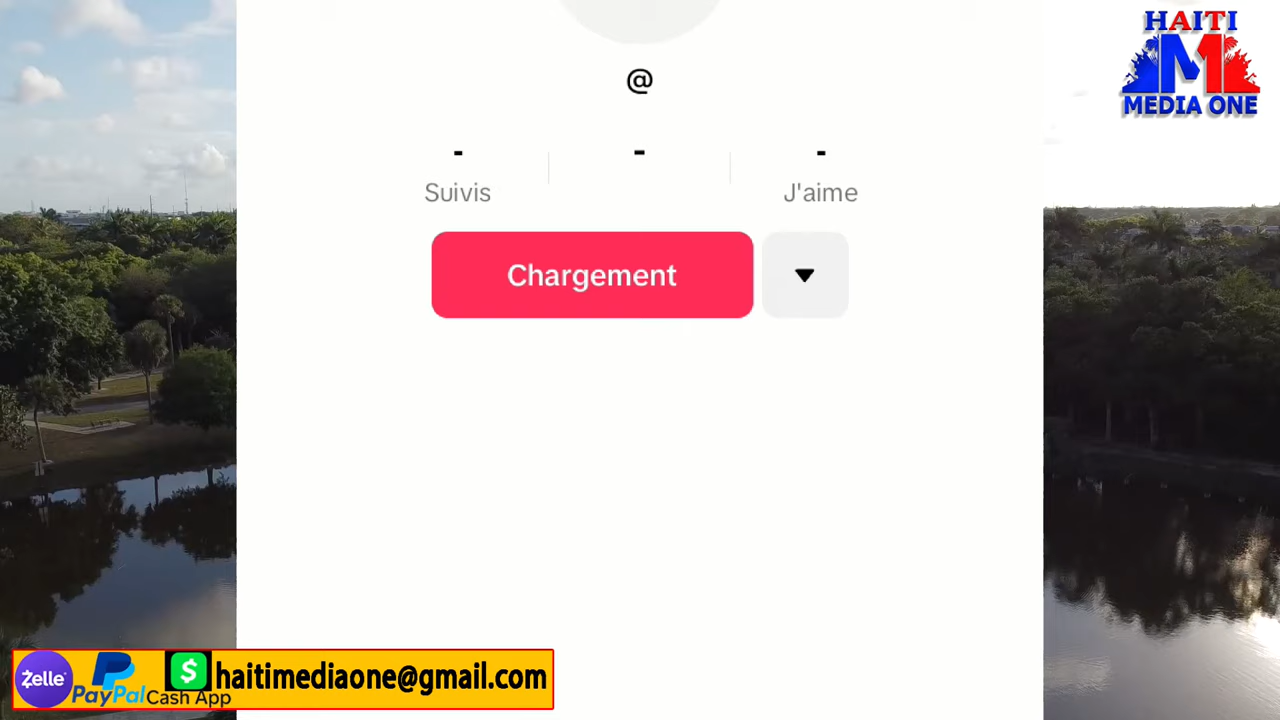 HAITI
M
MEDIA ONE
@
- - -
Suivis J'aime
Chargement
Zelle
PayPal
$
Cash App
haitimediaone@gmail.com